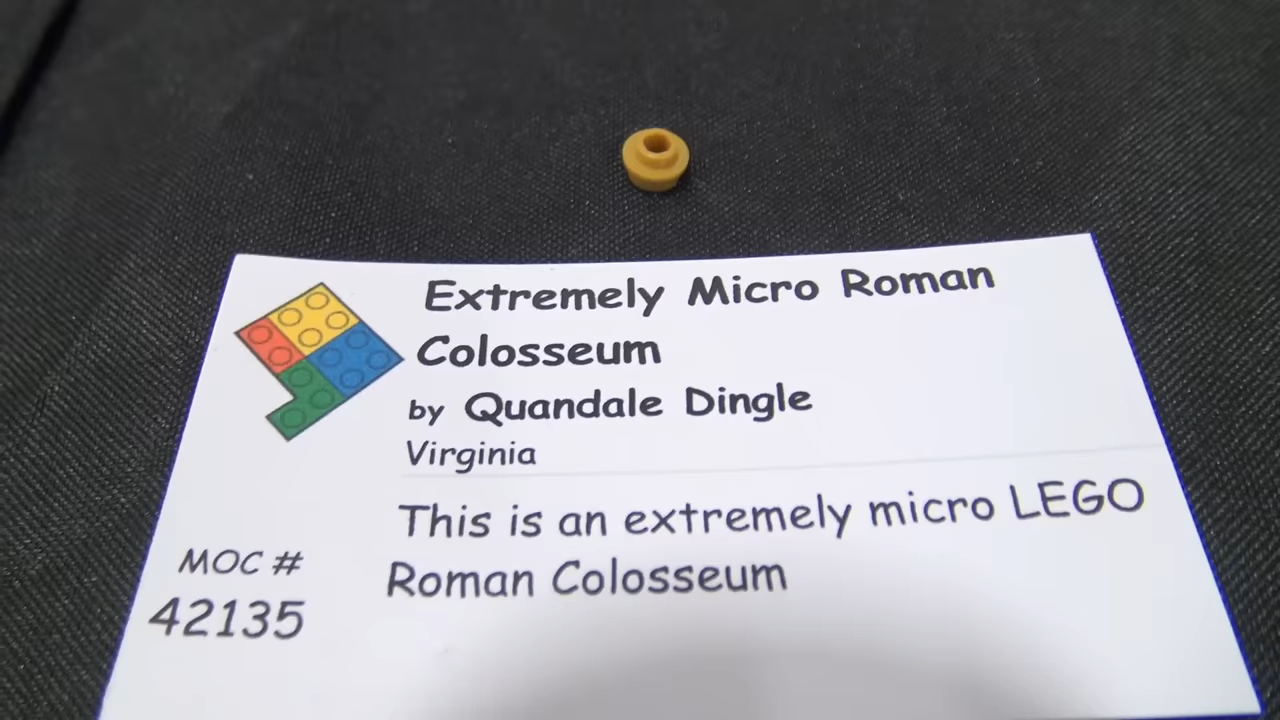 Extremely Micro Roman
Colosseum
by Quandale Dingle
Virginia
This is an extremely micro LEGO
Roman Colosseum
MOC #
42135